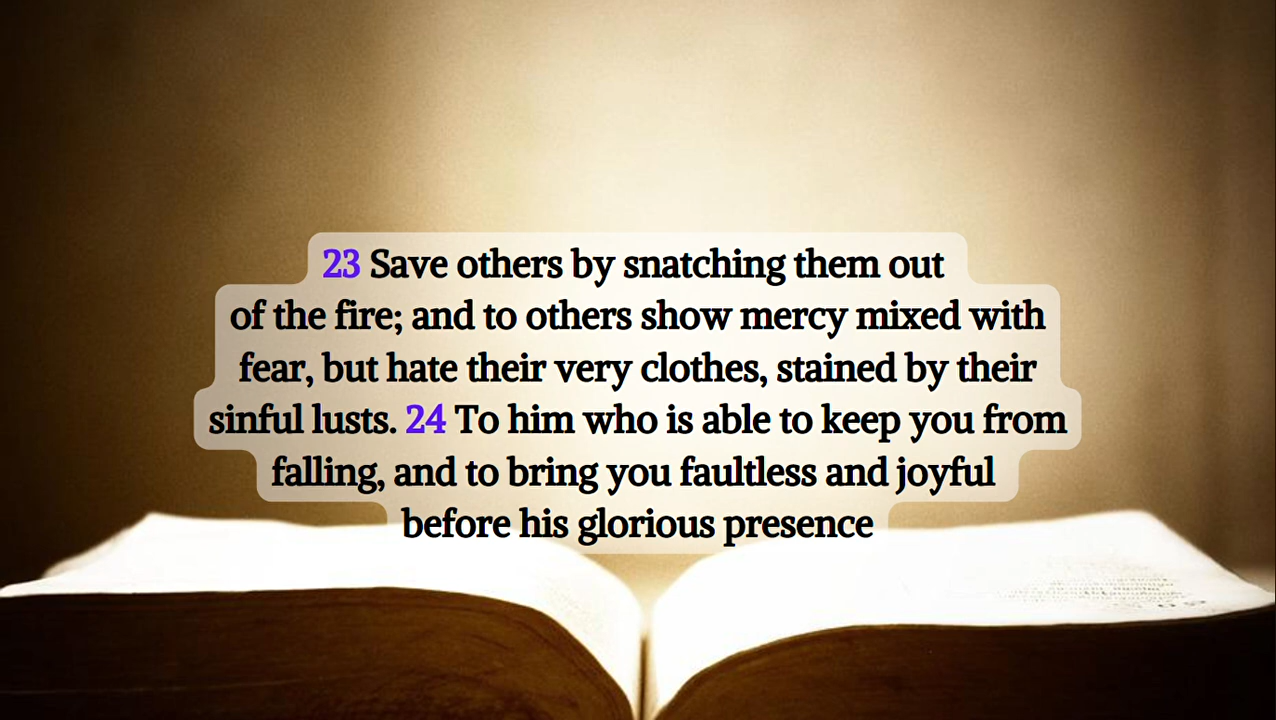 23 Save others by snatching them out
of the fire; and to others show mercy mixed with
fear, but hate their very clothes, stained by their
sinful lusts. 24 To him who is able to keep you from
falling, and to bring you faultless and joyful
before his glorious presence